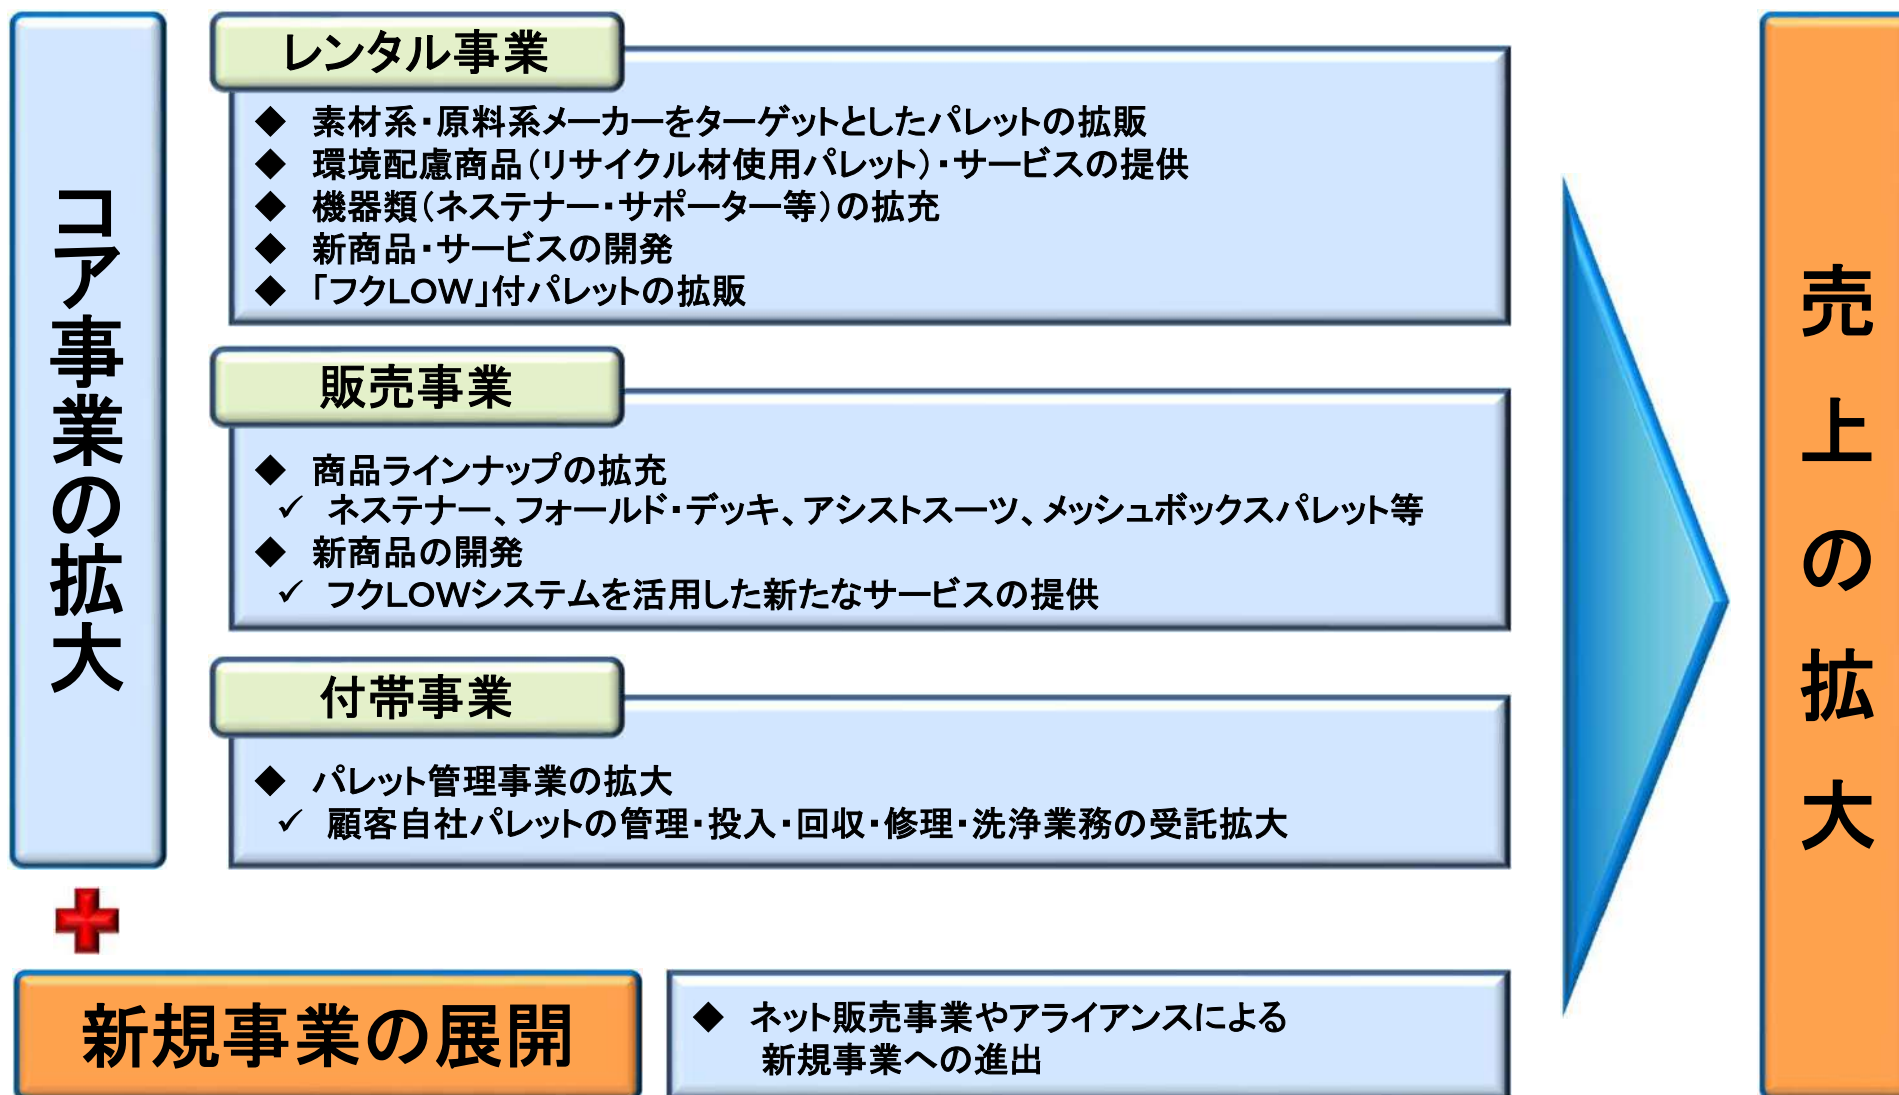 コア事業の拡大
レンタル事業
◆ 素材系・原料系メーカーをターゲットとしたパレットの拡販
◆ 環境配慮商品(リサイクル材使用パレット)・サービスの提供
◆ 機器類(ネステナー・サポーター等)の拡充
◆ 新商品・サービスの開発
◆ 「フクLOW」付パレットの拡販
販売事業
◆ 商品ラインナップの拡充
✓ ネステナー、フォールド・デッキ、アシストスーツ、メッシュボックスパレット等
◆ 新商品の開発
✓ フクLOWシステムを活用した新たなサービスの提供
付帯事業
◆ パレット管理事業の拡大
✓ 顧客自社パレットの管理・投入・回収・修理・洗浄業務の受託拡大
新規事業の展開
◆ ネット販売事業やアライアンスによる
新規事業への進出
売上の拡大